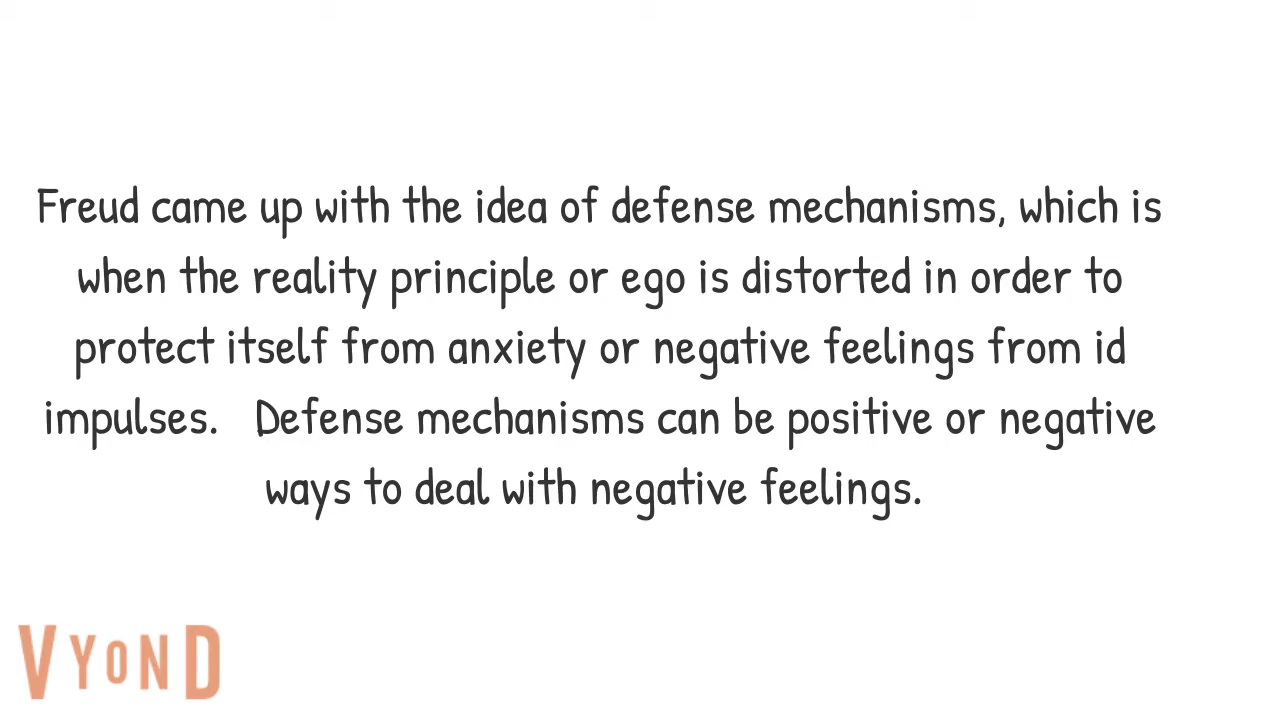 Freud came up with the idea of defense mechanisms, which is
when the reality principle or ego is distorted in order to
protect itself from anxiety or negative feelings from id
impulses.   Defense mechanisms can be positive or negative
ways to deal with negative feelings.
VYOND